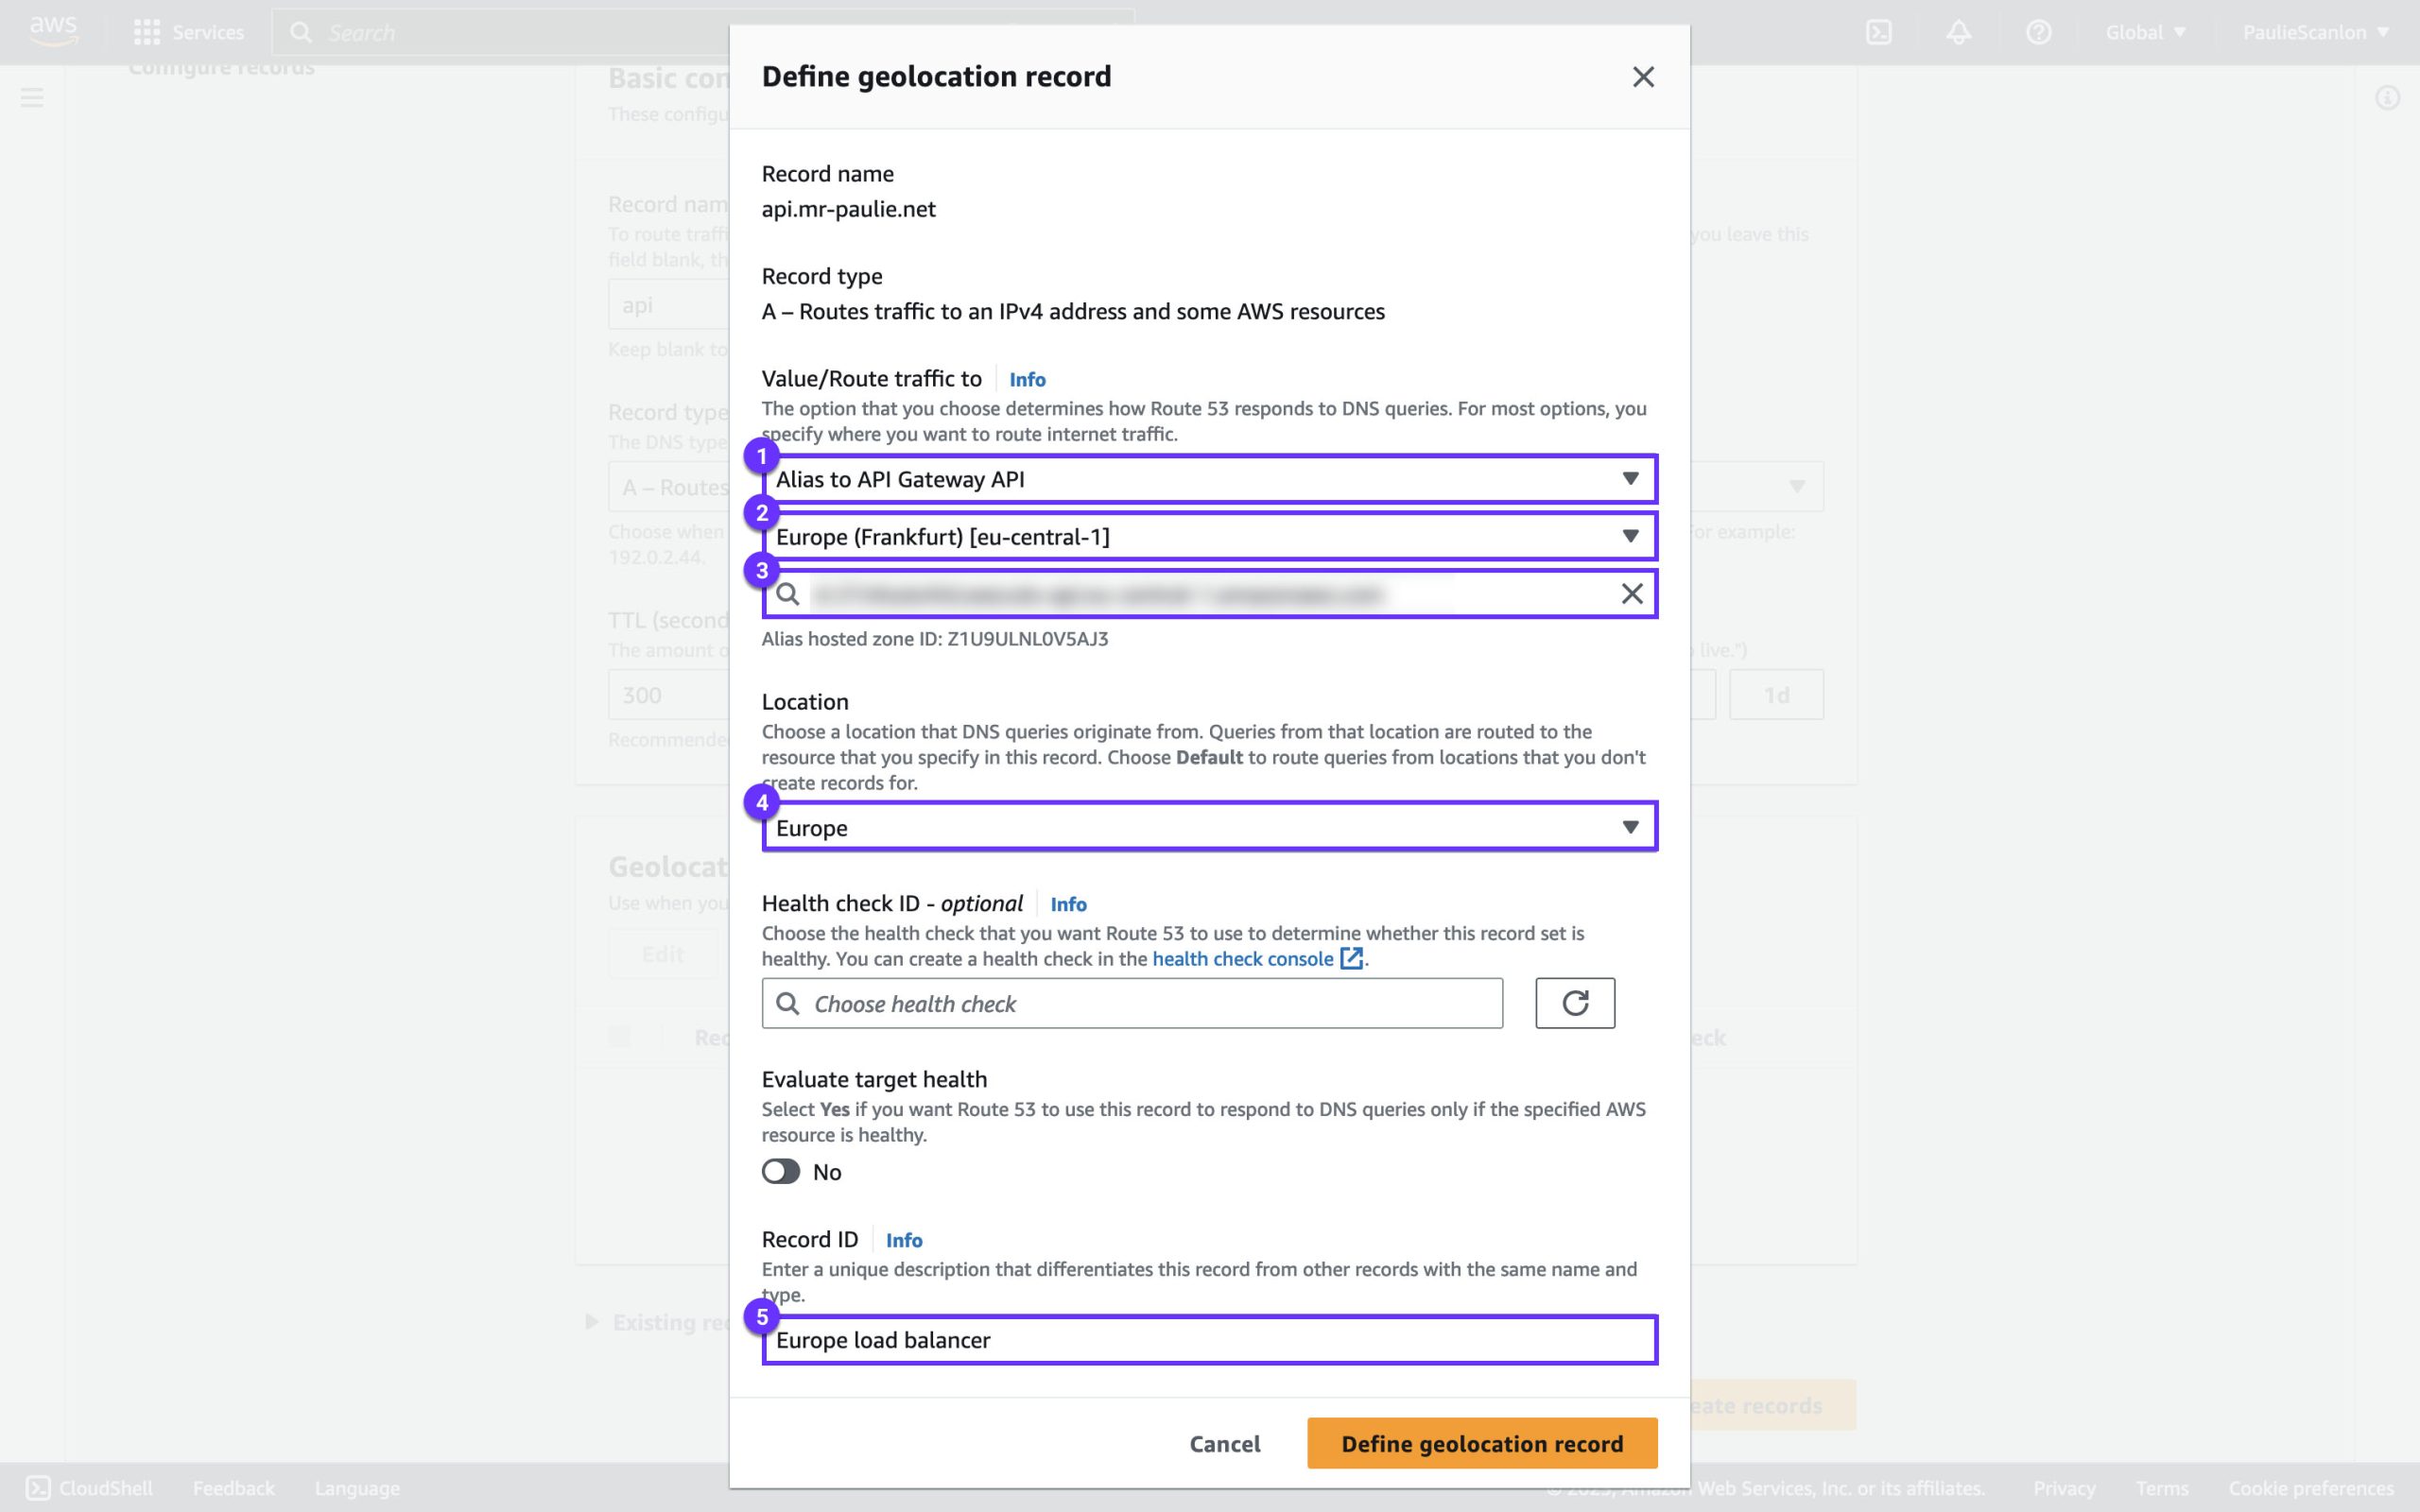 aws
Services
Search
Global
PaulieScanlon
Configure records
Basic con
These configu
Record nam
To route traffi
you leave this
field blank, th
api
Keep blank to
Record type
The DNS type
A – Routes
Choose when
or example:
192.0.2.44.
TTL (second
The amount o
live.")
300
1d
Recommende
Geolocat
Use when you
Edit
Rec
eck
Existing rec
eate records
Define geolocation record
Record name
api.mr-paulie.net
Record type
A – Routes traffic to an IPv4 address and some AWS resources
Value/Route traffic to Info
The option that you choose determines how Route 53 responds to DNS queries. For most options, you
specify where you want to route internet traffic.
1
Alias to API Gateway API
2
Europe (Frankfurt) [eu-central-1]
3
Alias hosted zone ID: Z1U9ULNL0V5AJ3
Location
Choose a location that DNS queries originate from. Queries from that location are routed to the
resource that you specify in this record. Choose Default to route queries from locations that you don't
create records for.
4
Europe
Health check ID - optional Info
Choose the health check that you want Route 53 to use to determine whether this record set is
healthy. You can create a health check in the health check console.
Choose health check
Evaluate target health
Select Yes if you want Route 53 to use this record to respond to DNS queries only if the specified AWS
resource is healthy.
No
Record ID Info
Enter a unique description that differentiates this record from other records with the same name and
type.
5
Europe load balancer
Cancel
Define geolocation record
CloudShell
Feedback
Language
© 2023, Amazon Web Services, Inc. or its affiliates.
Privacy
Terms
Cookie preferences